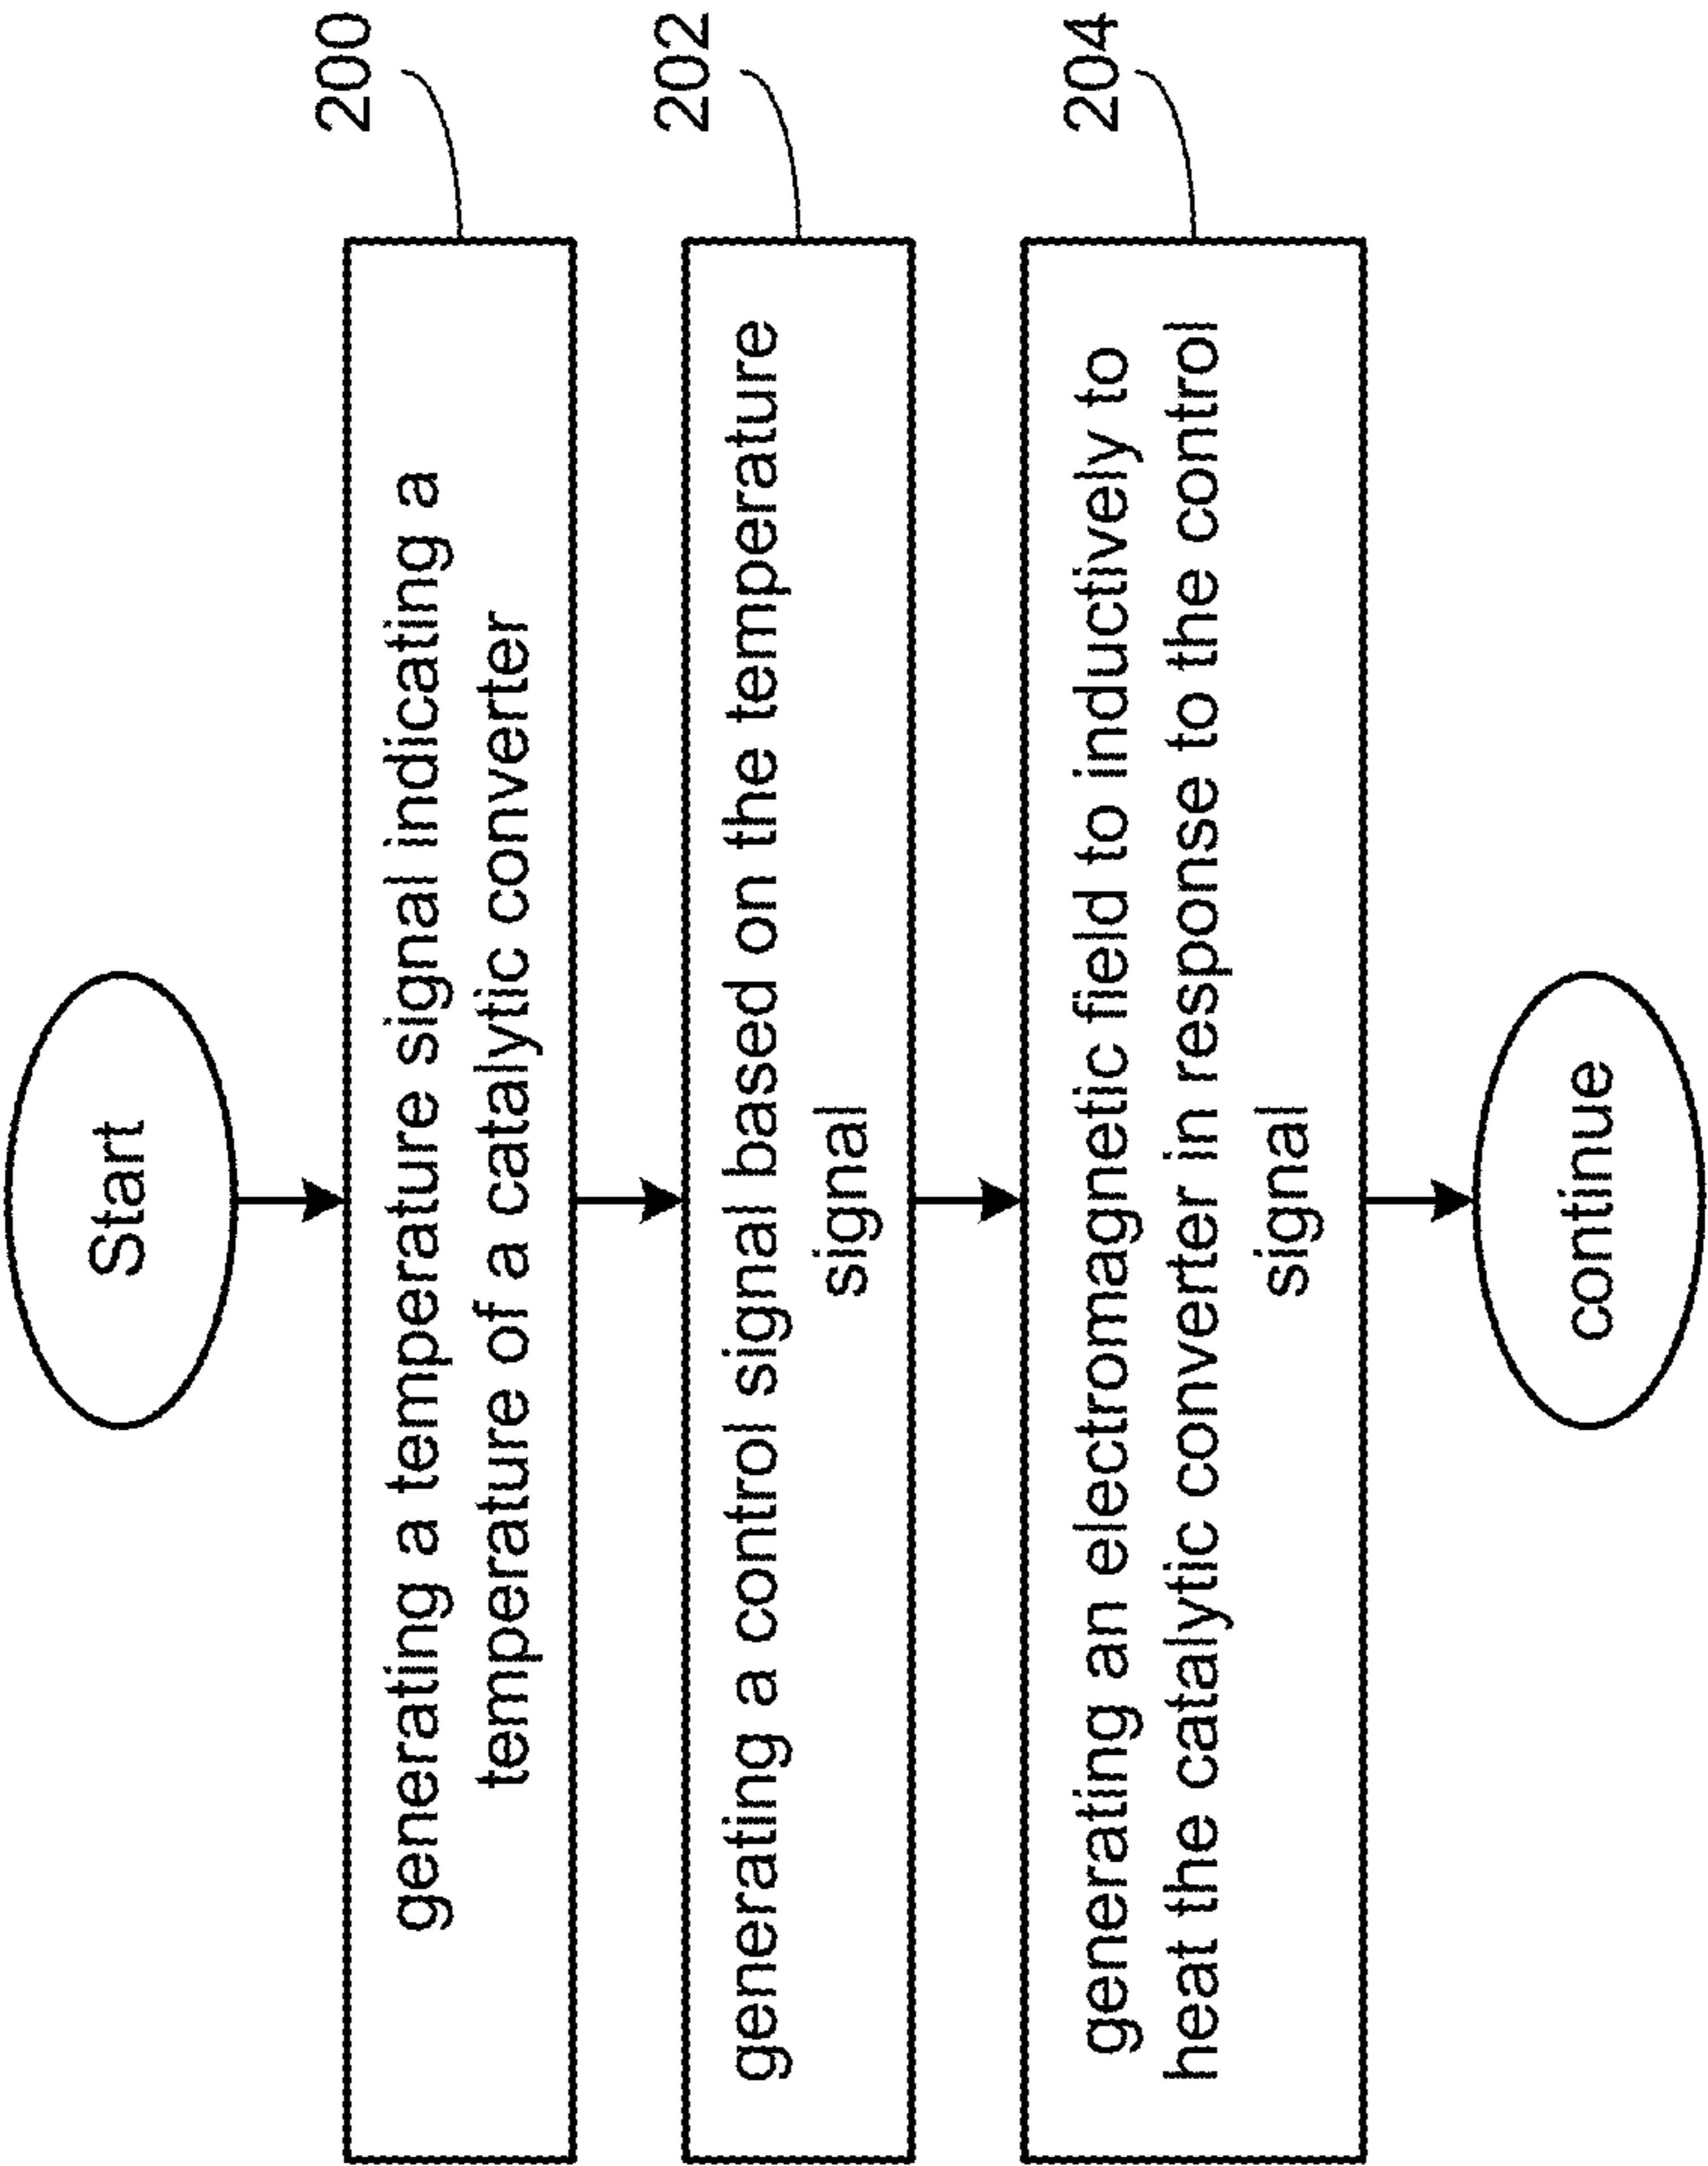 Start
200
generating a temperature signal indicating a
temperature of a catalytic converter
202
generating a control signal based on the temperature
signal
204
generating an electromagnetic field to inductively to
heat the catalytic converter in response to the control
signal
continue